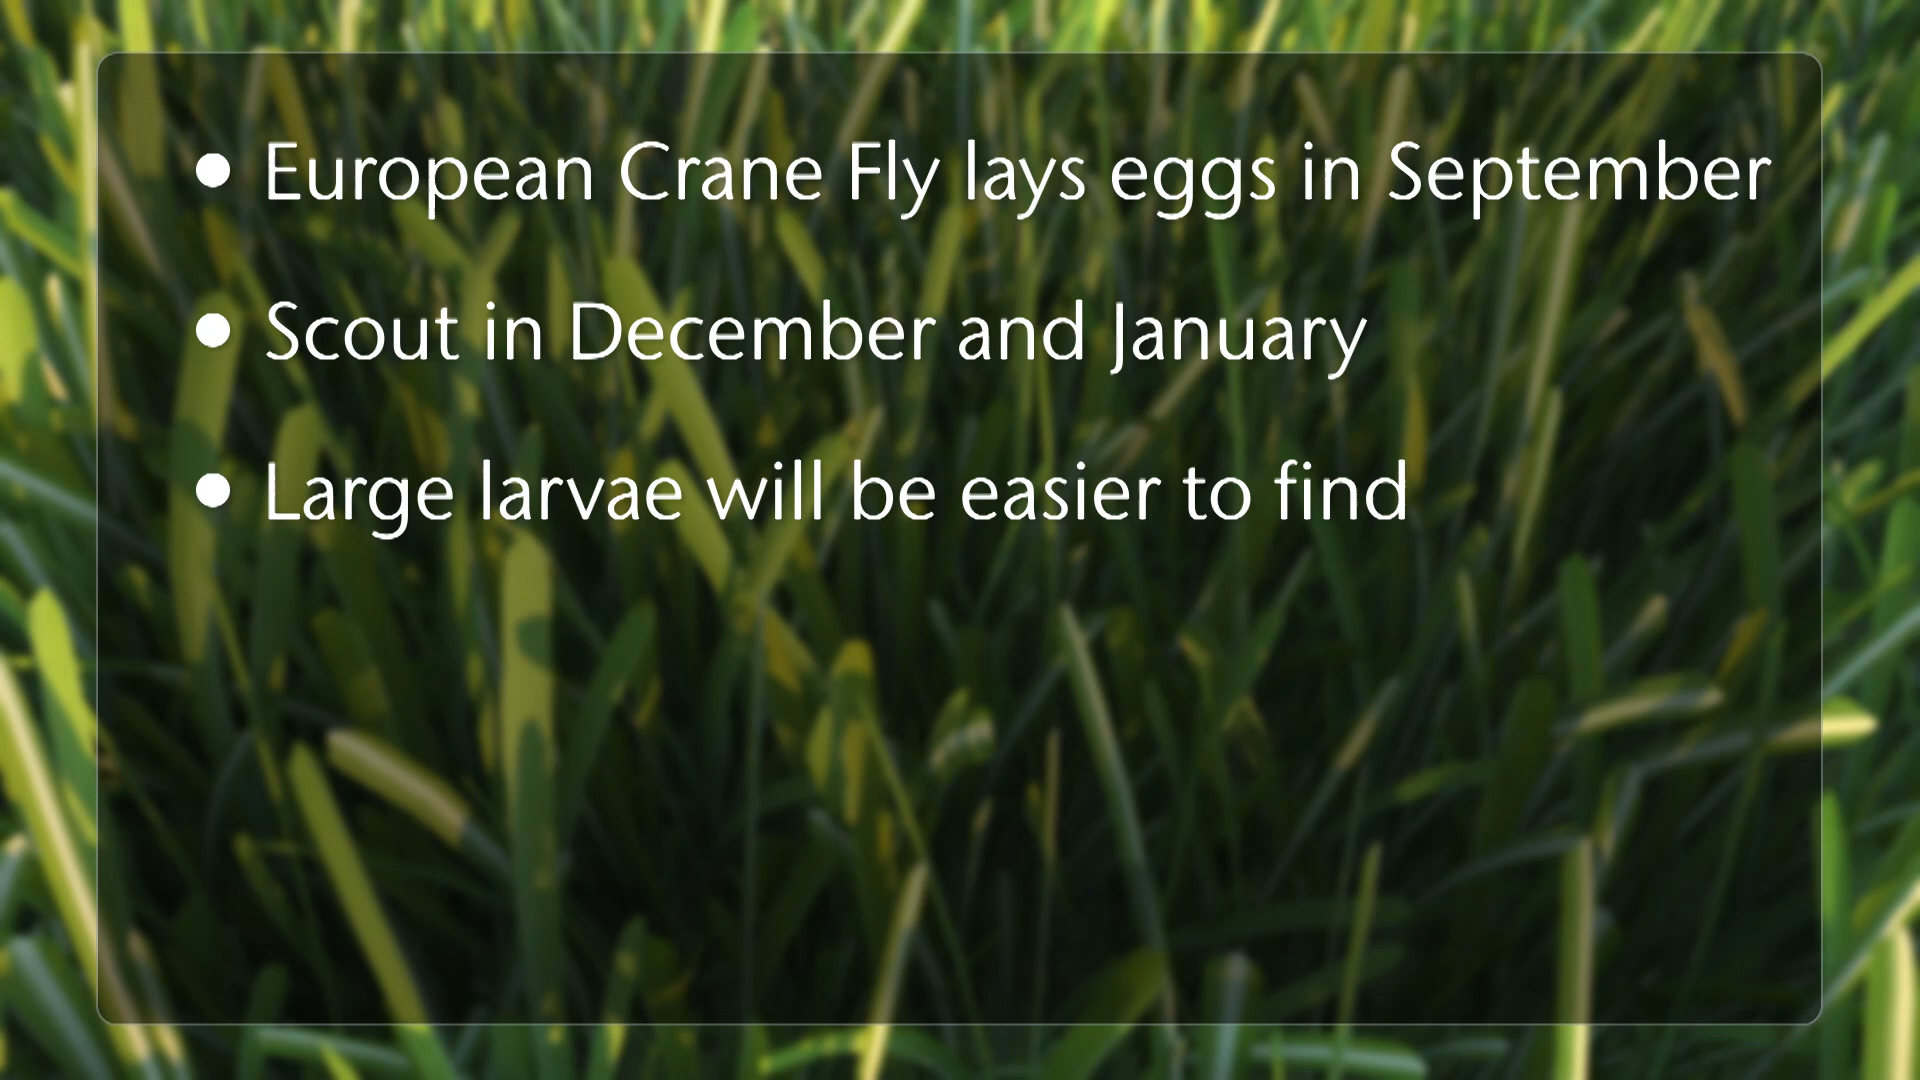 • European Crane Fly lays eggs in September
• Scout in December and January
• Large larvae will be easier to find